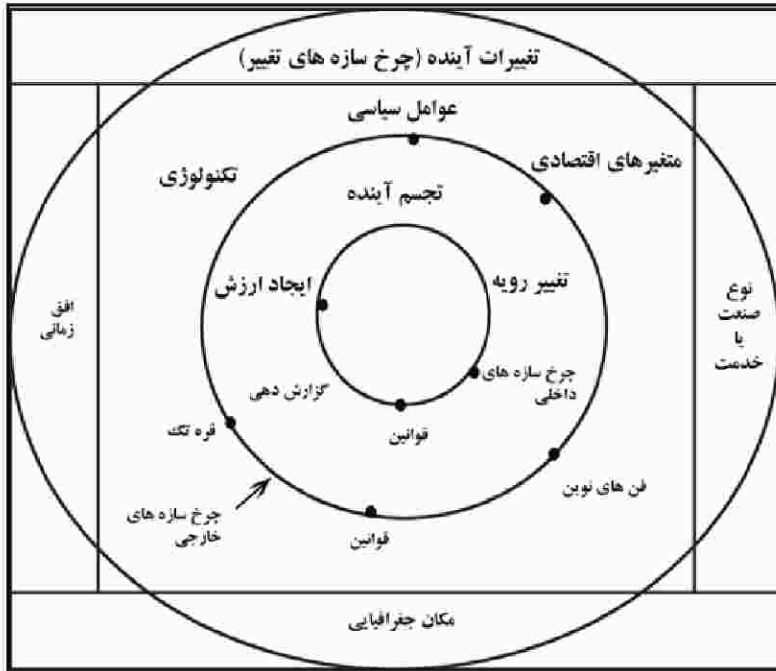 تغییرات آینده (چرخ سازه های تغییر)
عوامل سیاسی
متغیرهای اقتصادی
تکنولوژی
تجسم آینده
تغییر رویه
ایجاد ارزش
نوع
صنعت
یا
خدمت
افق
زمانی
چرخ سازه های
داخلی
گزارش دهی
قوانین
قره تک
فن های نوین
چرخ سازه های
خارجی
قوانین
مکان جغرافیایی